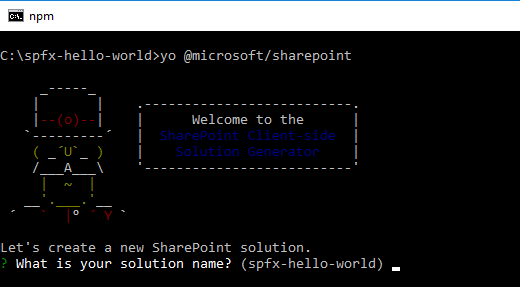 npm
C:\spfx-hello-world>yo @microsoft/sharepoint
Welcome to the
SharePoint Client-side
Solution Generator
Let's create a new SharePoint solution.
? What is your solution name? (spfx-hello-world)